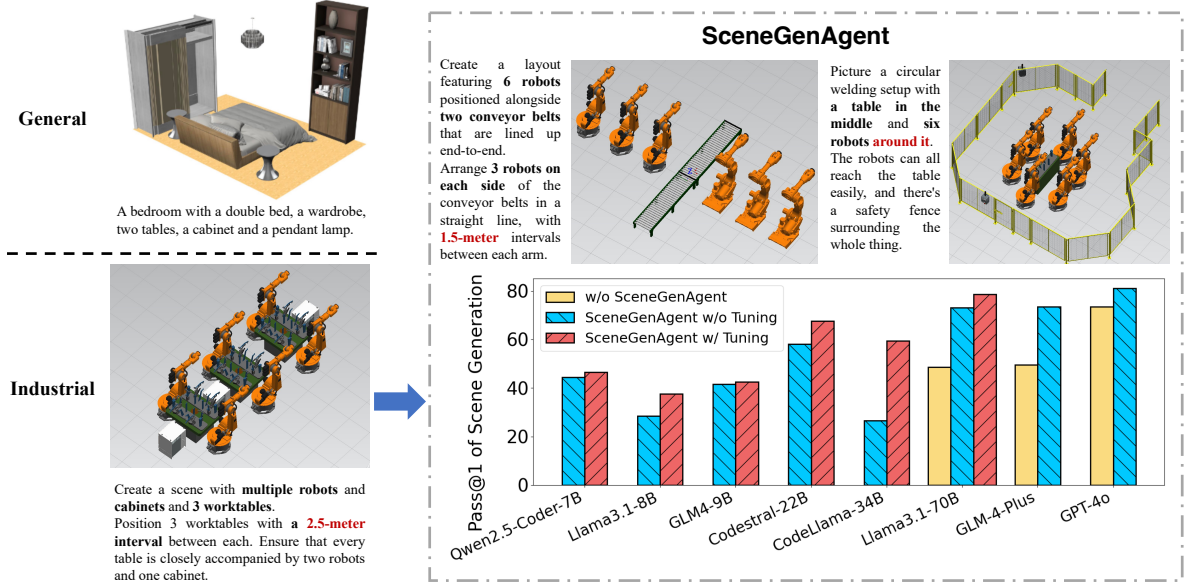 General
A bedroom with a double bed, a wardrobe,
two tables, a cabinet and a pendant lamp.
Industrial
Create a scene with multiple robots and
cabinets and 3 worktables.
Position 3 worktables with a 2.5-meter
interval between each. Ensure that every
table is closely accompanied by two robots
and one cabinet.
SceneGenAgent
Create a layout
featuring 6 robots
positioned alongside
two conveyor belts
that are lined up
end-to-end.
Arrange 3 robots on
each side of the
conveyor belts in a
straight line, with
1.5-meter intervals
between each arm.
Picture a circular
welding setup with
a table in the
middle and six
robots around it.
The robots can all
reach the table
easily, and there's
a safety fence
surrounding the
whole thing.
Pass@1 of Scene Generation
80
60
40
20
0
w/o SceneGenAgent
SceneGenAgent w/o Tuning
SceneGenAgent w/ Tuning
Qwen2.5-Coder-7B
Llama3.1-8B
GLM4-9B
Codestral-22B
CodeLlama-34B
Llama3.1-70B
GLM-4-Plus
GPT-4o